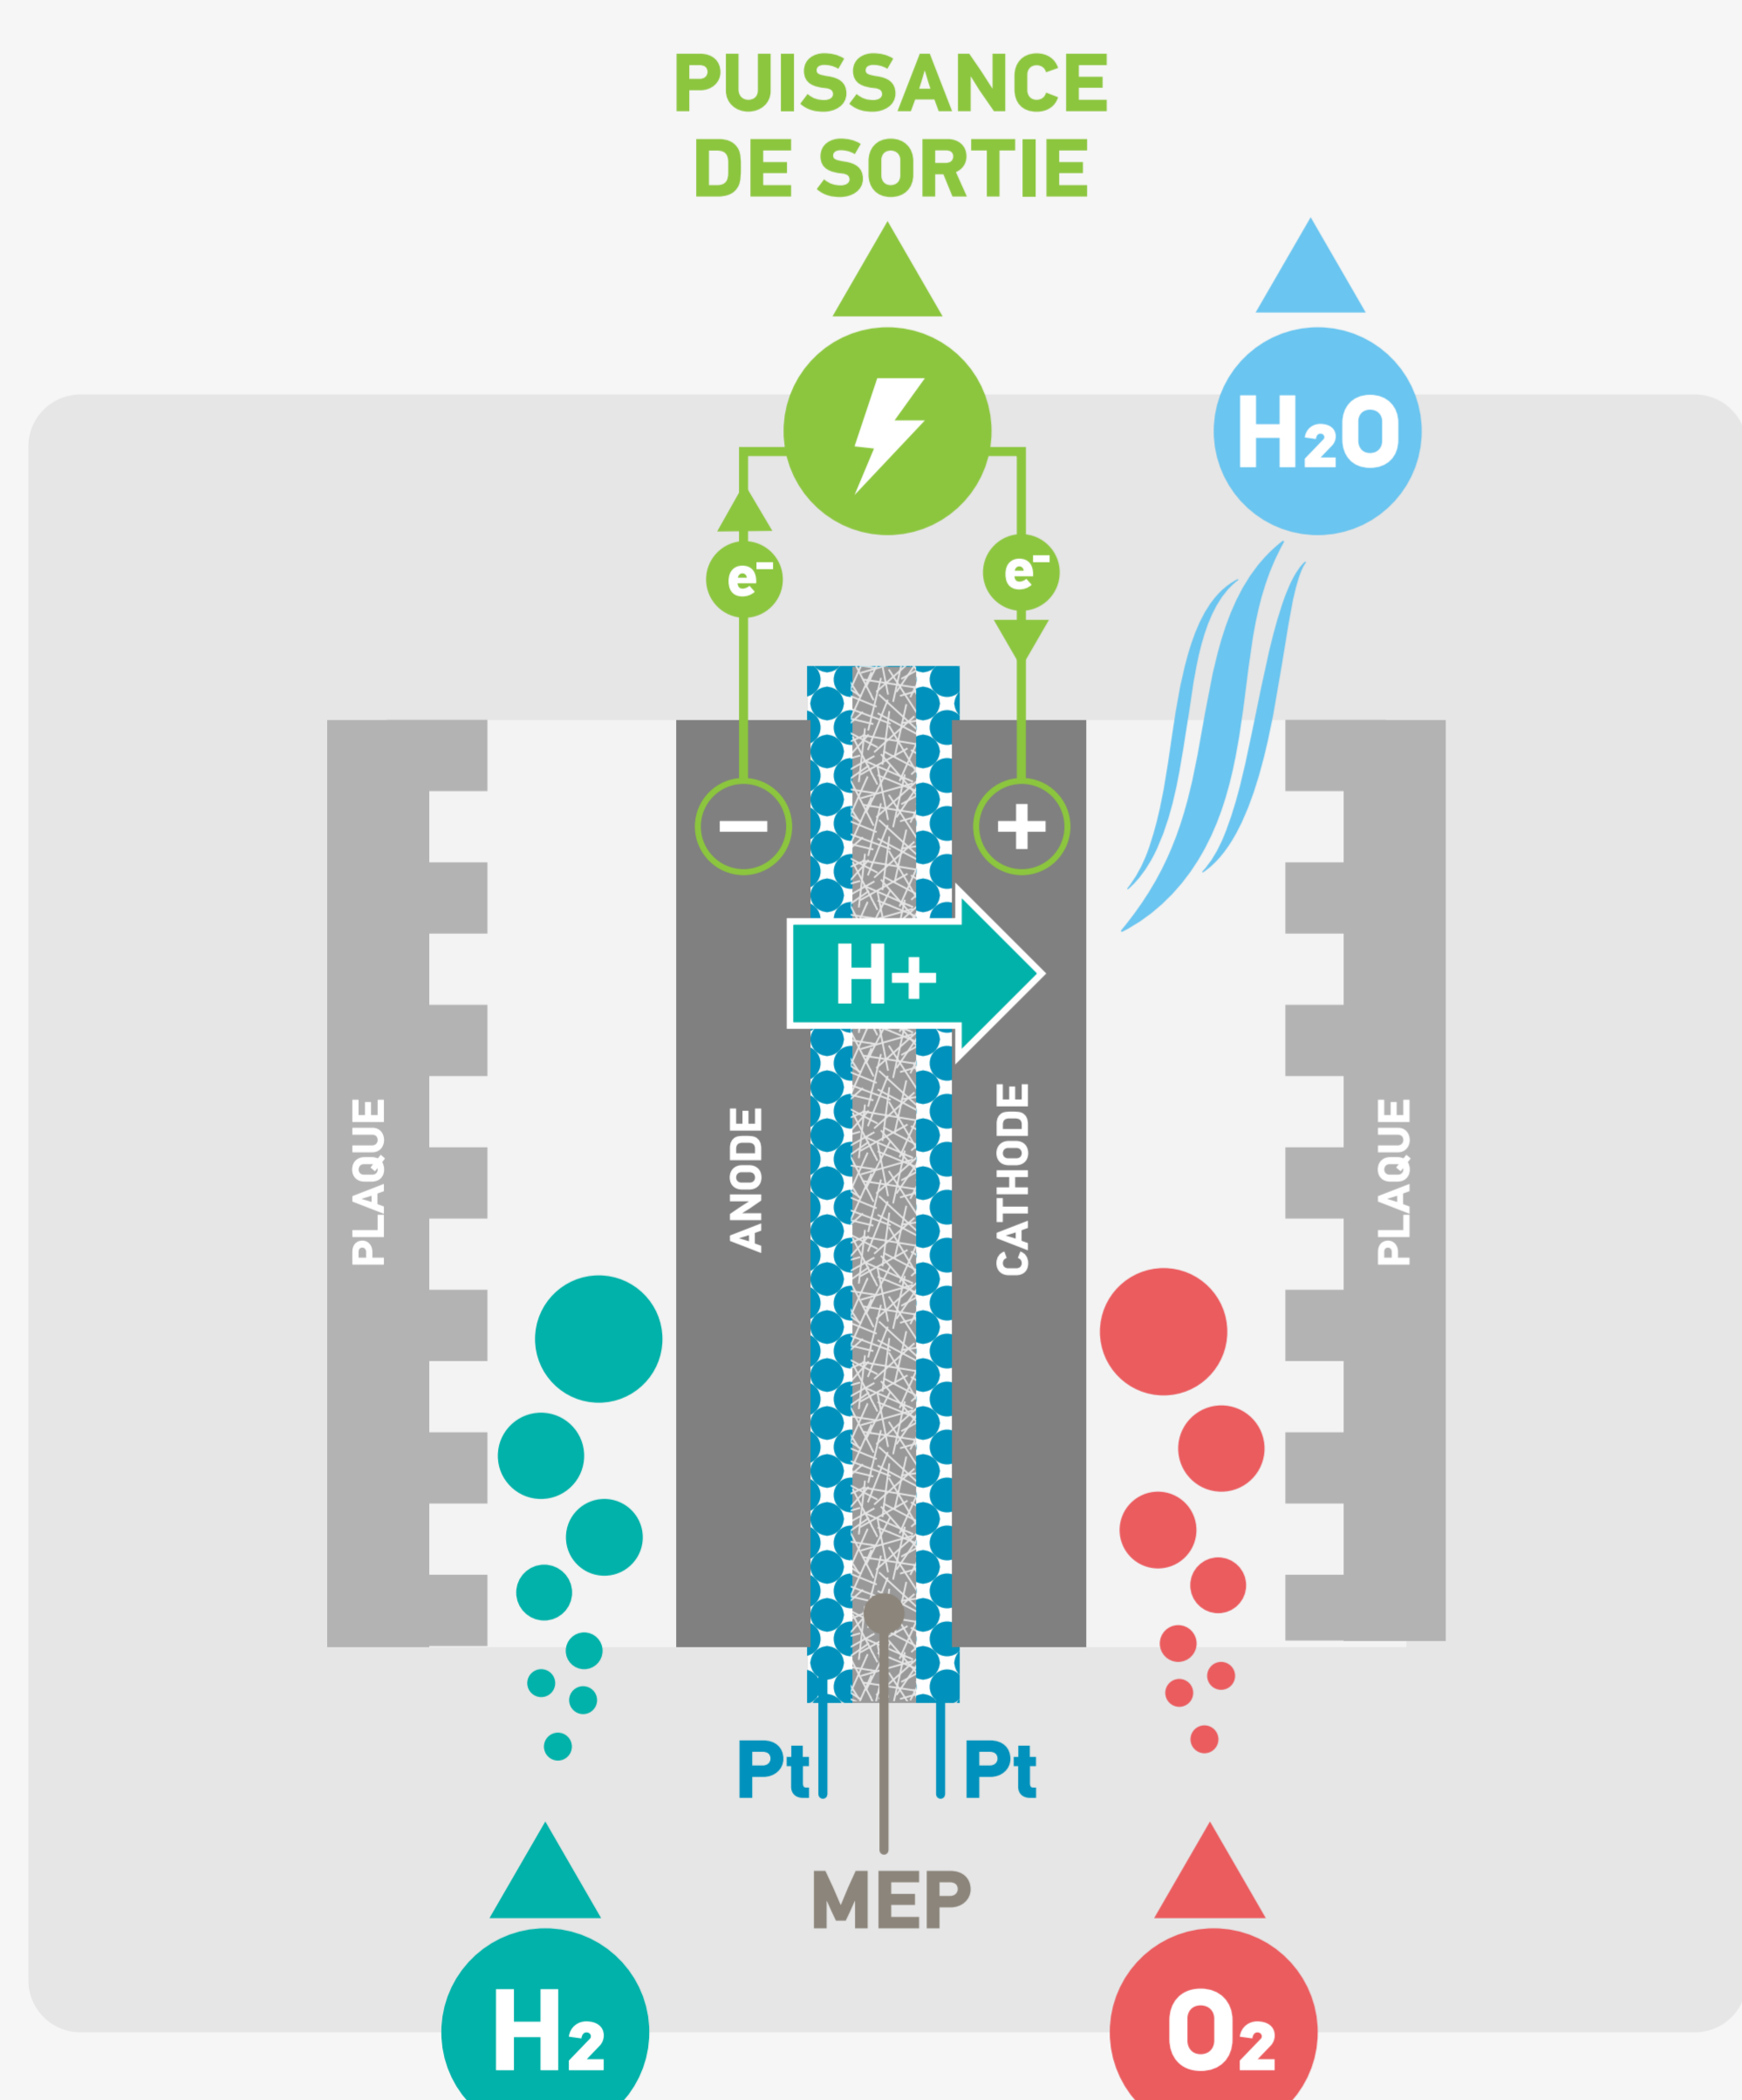 PUISSANCE
DE SORTIE
H2O
e-
e-
−
+
H+
PLAQUE
ANODE
CATHODE
PLAQUE
Pt
Pt
MEP
H2
O2